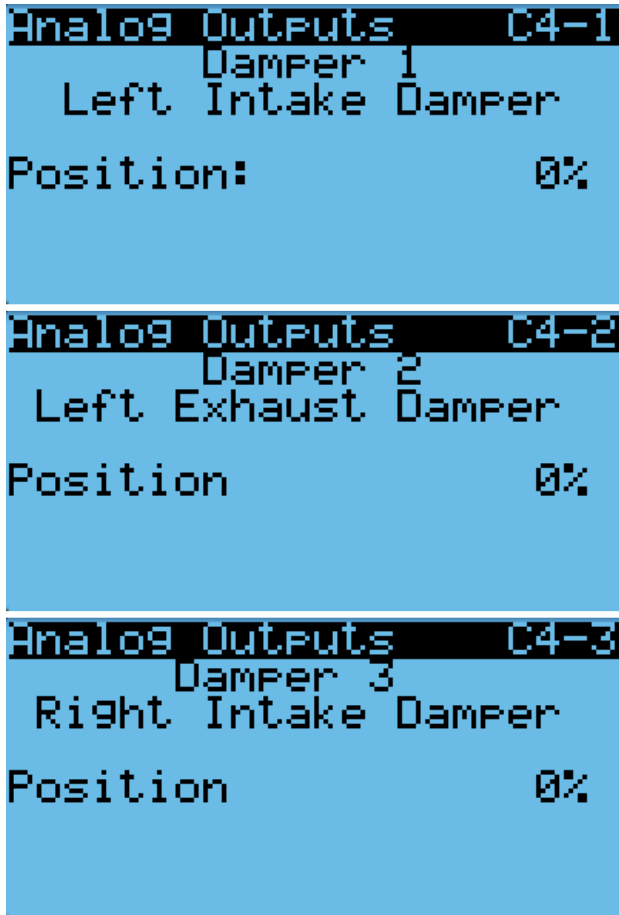 Analog Outputs C4-1
Damper 1
Left Intake Damper
Position: 0%
Analog Outputs C4-2
Damper 2
Left Exhaust Damper
Position 0%
Analog Outputs C4-3
Damper 3
Right Intake Damper
Position 0%